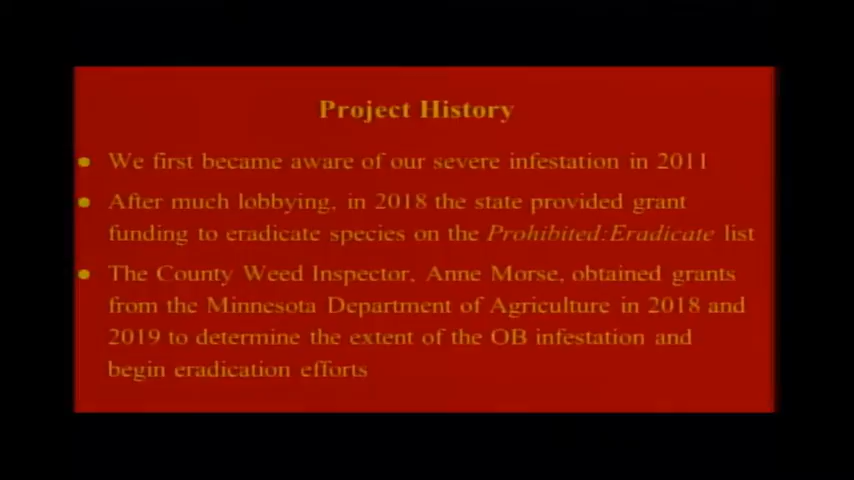 Project History
• We first became aware of our severe infestation in 2011
• After much lobbying, in 2018 the state provided grant
funding to eradicate species on the Prohibited:Eradicate list
• The County Weed Inspector, Anne Morse, obtained grants
from the Minnesota Department of Agriculture in 2018 and
2019 to determine the extent of the OB infestation and
begin eradication efforts